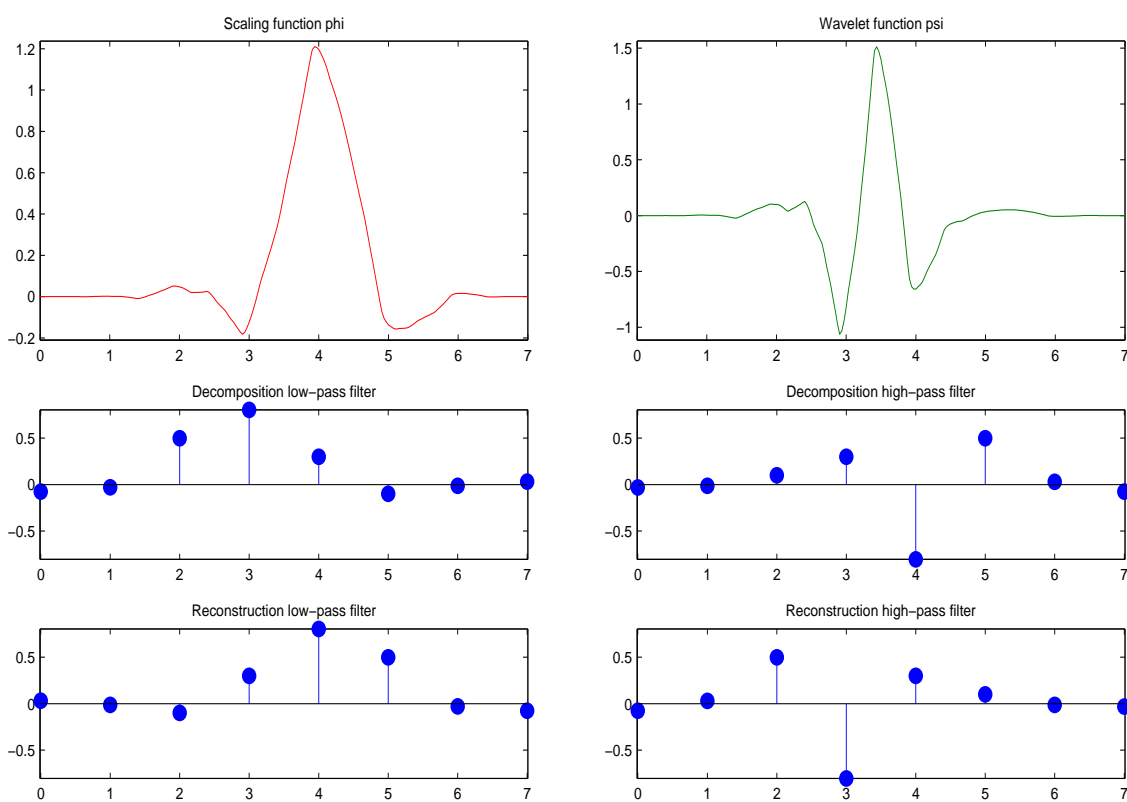 Scaling function phi
1.2
1
0.8
0.6
0.4
0.2
0
−0.2
0 1 2 3 4 5 6 7
Wavelet function psi
1.5
1
0.5
0
−0.5
−1
0 1 2 3 4 5 6 7
Decomposition low−pass filter
0.5
0
−0.5
0 1 2 3 4 5 6 7
Decomposition high−pass filter
0.5
0
−0.5
0 1 2 3 4 5 6 7
Reconstruction low−pass filter
0.5
0
−0.5
0 1 2 3 4 5 6 7
Reconstruction high−pass filter
0.5
0
−0.5
0 1 2 3 4 5 6 7